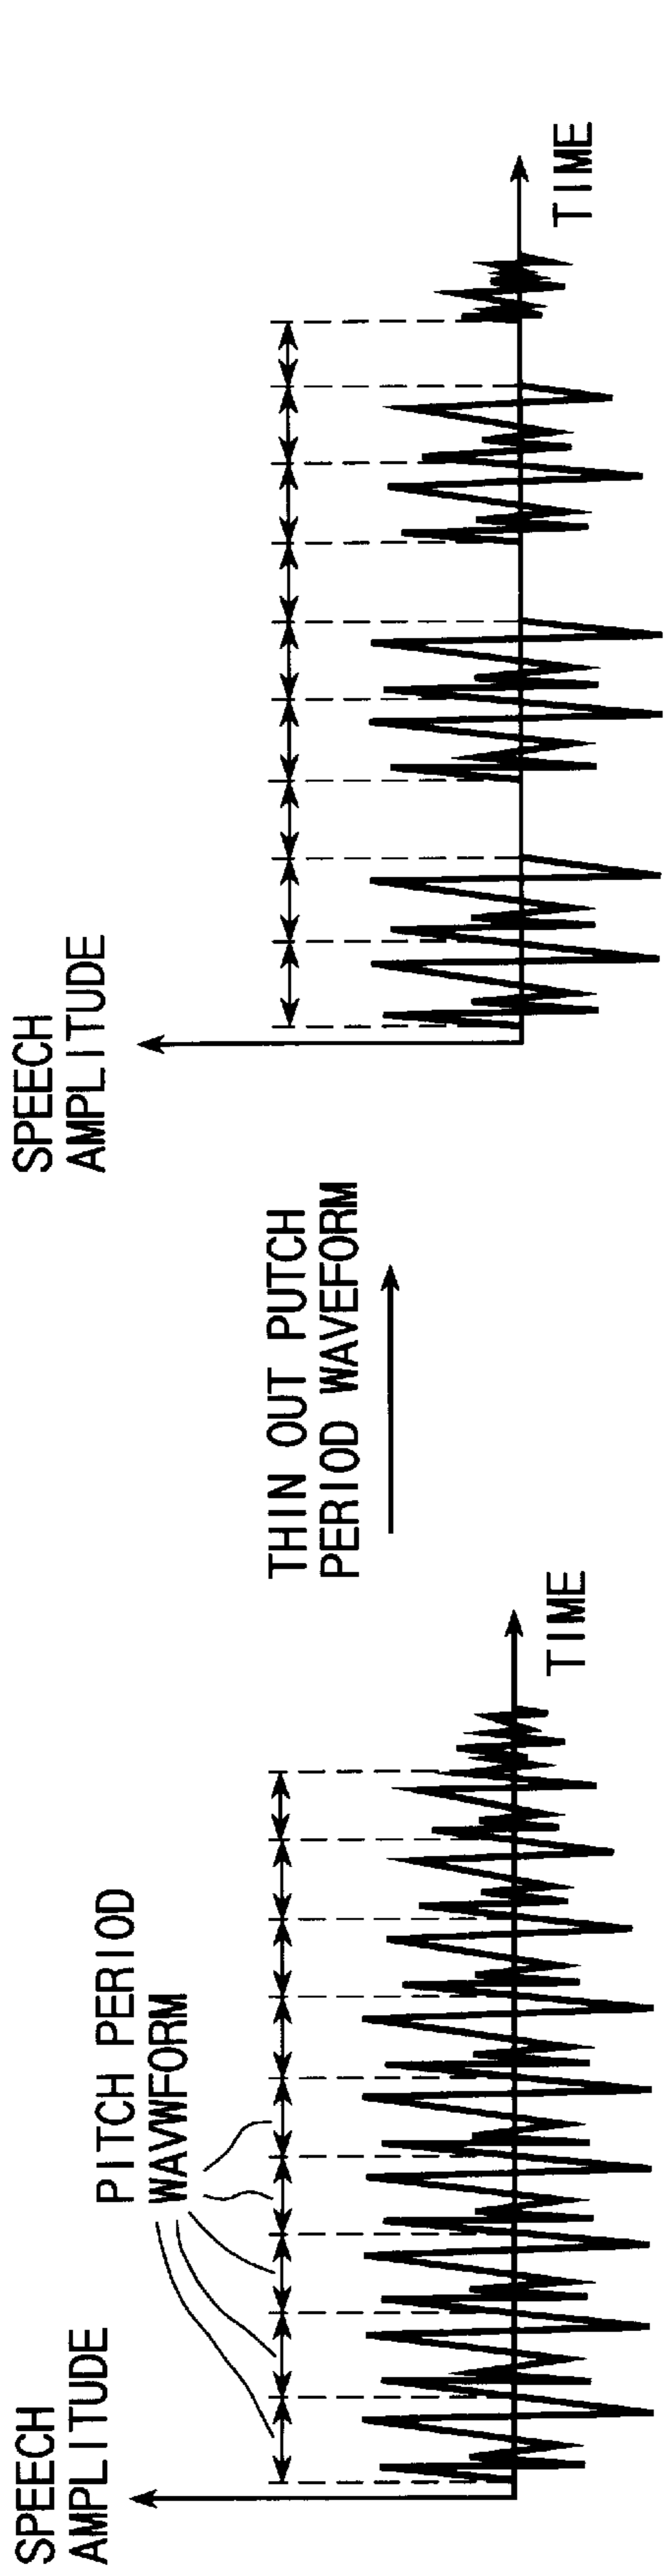 SPEECH
AMPLITUDE
PITCH PERIOD
WAVWFORM
TIME
THIN OUT PUTCH
PERIOD WAVEFORM
SPEECH
AMPLITUDE
TIME